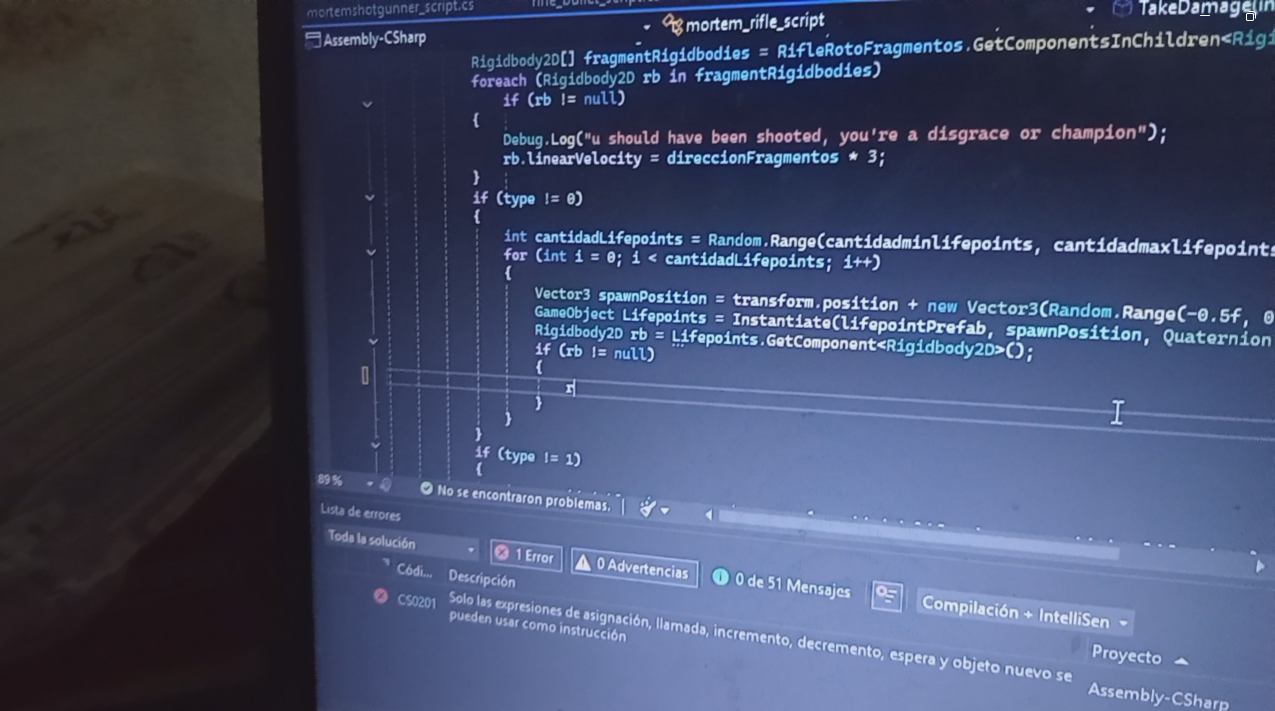 mortemshotgunner_script.cs
mortem_rifle_script
TakeDamage(in
Assembly-CSharp
Rigidbody2D[] fragmentRigidbodies = RifleRotoFragmentos.GetComponentsInChildren<Rigi
foreach (Rigidbody2D rb in fragmentRigidbodies)
if (rb != null)
{
Debug.Log("u should have been shooted, you're a disgrace or champion");
rb.linearVelocity = direccionFragmentos * 3;
}
if (type != 0)
{
int cantidadLifepoints = Random.Range(cantidadminlifepoints, cantidadmaxlifepoints
for (int i = 0; i < cantidadLifepoints; i++)
{
Vector3 spawnPosition = transform.position + new Vector3(Random.Range(-0.5f, 0
GameObject Lifepoints = Instantiate(lifepointPrefab, spawnPosition, Quaternion
Rigidbody2D rb = Lifepoints.GetComponent<Rigidbody2D>();
if (rb != null)
{
r
}
}
}
if (type != 1)
{
89 %
No se encontraron problemas.
Lista de errores
Toda la solución
1 Error
0 Advertencias
0 de 51 Mensajes
Compilación + IntelliSen
Códi...
Descripción
Proyecto
CS0201
Solo las expresiones de asignación, llamada, incremento, decremento, espera y objeto nuevo se
pueden usar como instrucción
Assembly-CSharp